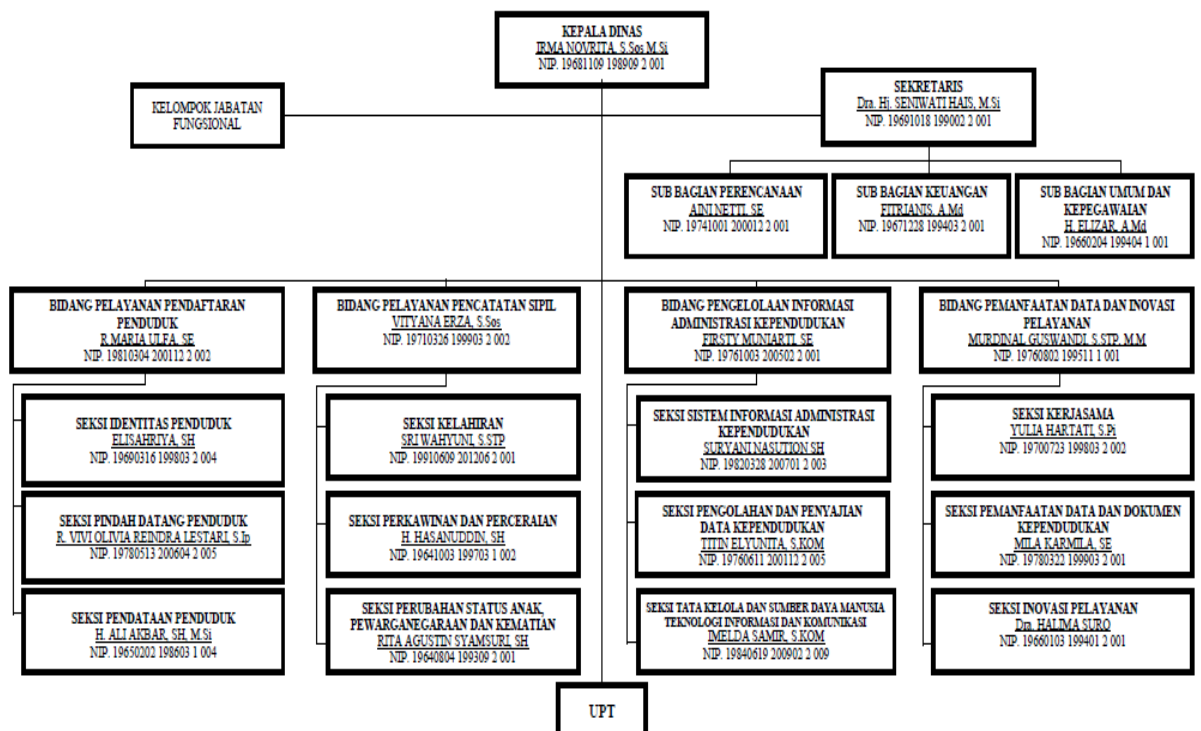 KEPALA DINAS
IRMA NOVRITA, S.Sos M.Si
NIP. 19681109 198909 2 001
KELOMPOK JABATAN
FUNGSIONAL
SEKRETARIS
Dra. Hj. SENIWATI HAIS, M.Si
NIP. 19691018 199002 2 001
SUB BAGIAN PERENCANAAN
AINI NETTI, SE
NIP. 19741001 200012 2 001
SUB BAGIAN KEUANGAN
FITRIANIS, A.Md
NIP. 19671228 199403 2 001
SUB BAGIAN UMUM DAN
KEPEGAWAIAN
H. ELIZAR, A.Md
NIP. 19660204 199404 1 001
BIDANG PELAYANAN PENDAFTARAN
PENDUDUK
R.MARIA ULFA, SE
NIP. 19810304 200112 2 002
SEKSI IDENTITAS PENDUDUK
ELISAHRIYA, SH
NIP. 19690316 199803 2 004
SEKSI PINDAH DATANG PENDUDUK
R. VIVI OLIVIA REINDRA LESTARI, S.Ip
NIP. 19780513 200604 2 005
SEKSI PENDATAAN PENDUDUK
H. ALI AKBAR, SH, M.Si
NIP. 19650202 198603 1 004
BIDANG PELAYANAN PENCATATAN SIPIL
VITYANA ERZA, S.Sos
NIP. 19710326 199903 2 002
SEKSI KELAHIRAN
SRI WAHYUNI, S.STP
NIP. 19910609 201206 2 001
SEKSI PERKAWINAN DAN PERCERAIAN
H. HASANUDDIN, SH
NIP. 19641003 199703 1 002
SEKSI PERUBAHAN STATUS ANAK,
PEWARGANEGARAAN DAN KEMATIAN
RITA AGUSTIN SYAMSURI, SH
NIP. 19640804 199309 2 001
BIDANG PENGELOLAAN INFORMASI
ADMINISTRASI KEPENDUDUKAN
FIRSTY MUNIARTI, SE
NIP. 19761003 200502 2 001
SEKSI SISTEM INFORMASI ADMINISTRASI
KEPENDUDUKAN
SURYANI NASUTION SH
NIP. 19820328 200701 2 003
SEKSI PENGOLAHAN DAN PENYAJIAN
DATA KEPENDUDUKAN
TITIN ELYUNITA, S,KOM
NIP. 19760611 200112 2 005
SEKSI TATA KELOLA DAN SUMBER DAYA MANUSIA
TEKNOLOGI INFORMASI DAN KOMUNIKASI
IMELDA SAMIR, S.KOM
NIP. 19840619 200902 2 009
BIDANG PEMANFAATAN DATA DAN INOVASI
PELAYANAN
MURDINAL GUSWANDI, S.STP, M.M
NIP. 19760802 199511 1 001
SEKSI KERJASAMA
YULIA HARTATI, S.Pi
NIP. 19700723 199803 2 002
SEKSI PEMANFAATAN DATA DAN DOKUMEN
KEPENDUDUKAN
MILA KARMILA, SE
NIP. 19780322 199903 2 001
SEKSI INOVASI PELAYANAN
Dra. HALIMA SURO
NIP. 19660103 199401 2 001
UPT